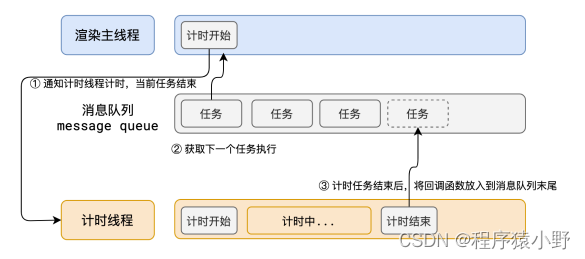 渲染主线程
计时开始
① 通知计时线程计时，当前任务结束
消息队列
message queue
任务
任务
任务
任务
② 获取下一个任务执行
③ 计时任务结束后，将回调函数放入到消息队列末尾
计时线程
计时开始
计时中...
计时结束
CSDN @程序猿小野